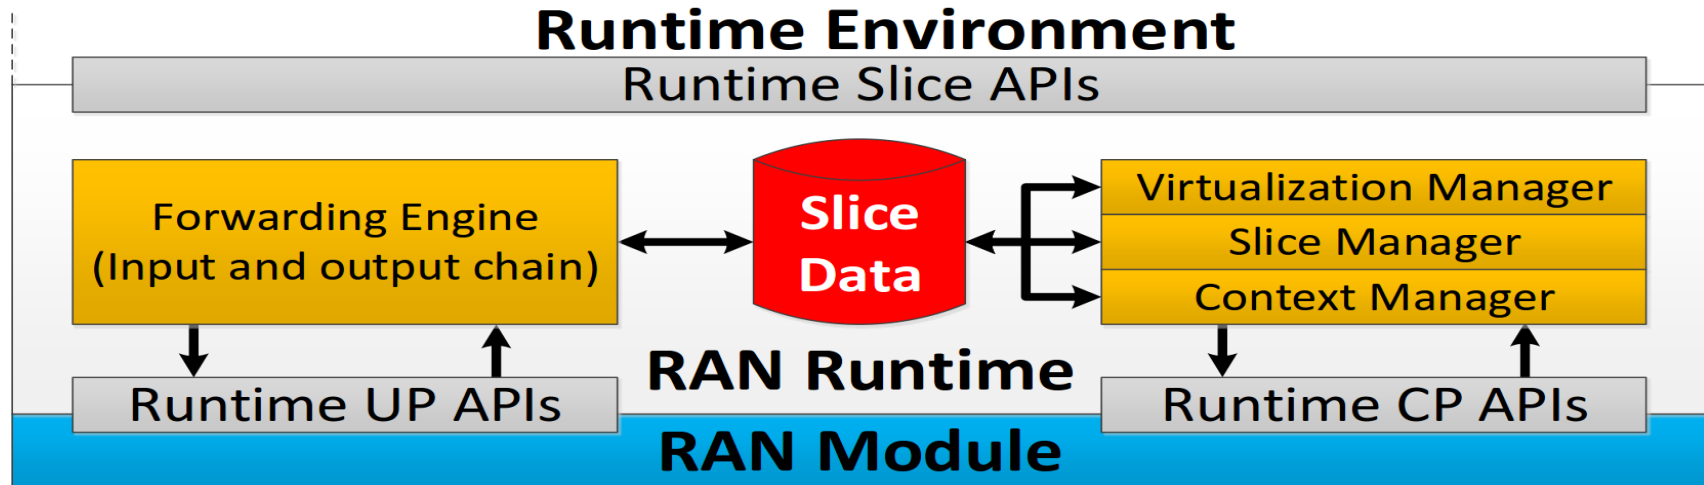 Runtime Environment
Runtime Slice APIs
Forwarding Engine
(Input and output chain)
Slice
Data
Virtualization Manager
Slice Manager
Context Manager
RAN Runtime
Runtime UP APIs
Runtime CP APIs
RAN Module